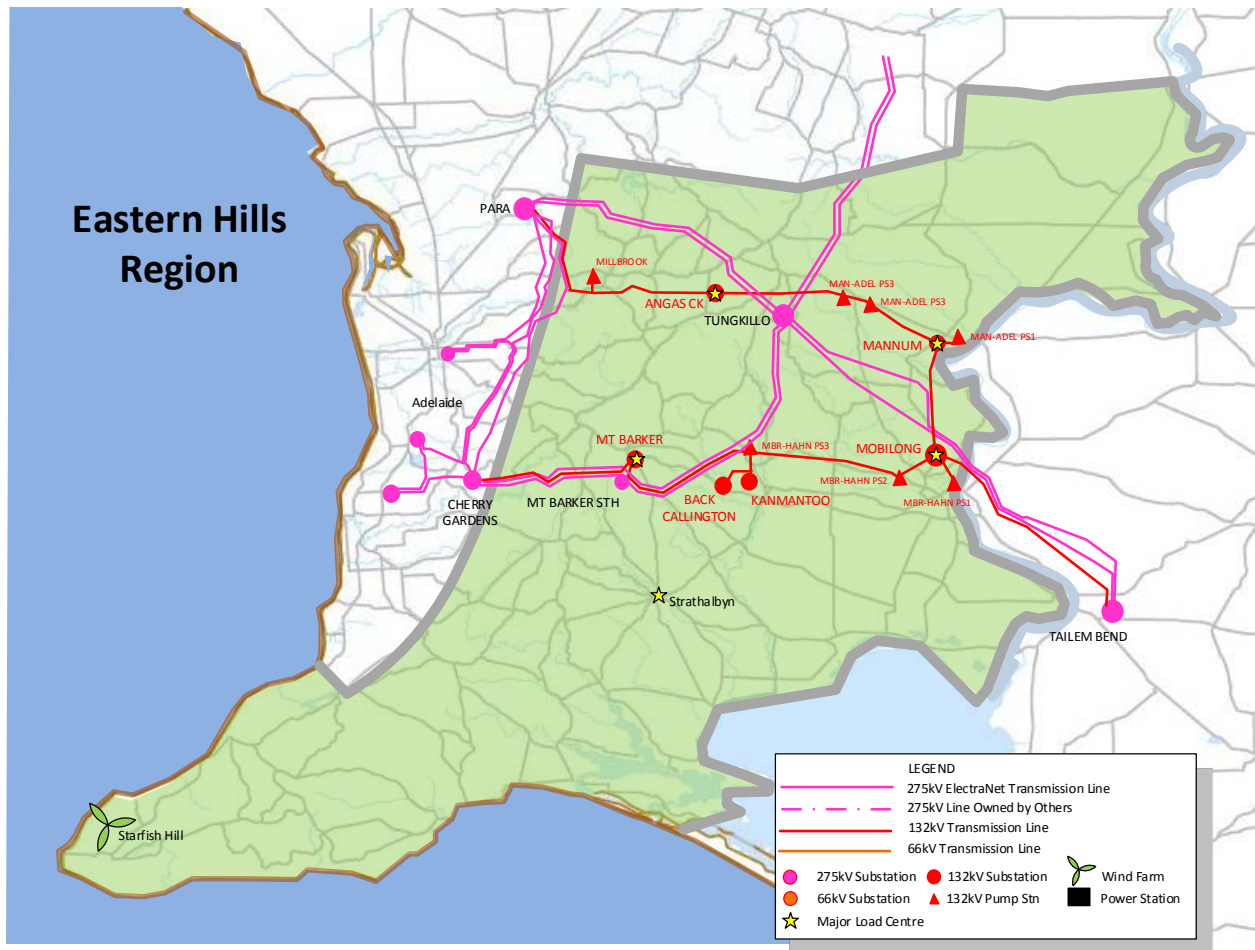 Eastern Hills
Region
PARA
MILLBROOK
ANGAS CK
TUNGKILLO
MAN-ADEL PS3
MAN-ADEL PS3
MANNUM
MAN-ADEL PS1
Adelaide
MT BARKER
MBR-HAHN PS3
MOBILONG
CHERRY
GARDENS
MT BARKER STH
BACK
CALLINGTON
KANMANTOO
MBR-HAHN PS2
MBR-HAHN PS1
Strathalbyn
TAILEM BEND
Starfish Hill
LEGEND
275kV ElectraNet Transmission Line
275kV Line Owned by Others
132kV Transmission Line
66kV Transmission Line
275kV Substation
132kV Substation
Wind Farm
66kV Substation
132kV Pump Stn
Power Station
Major Load Centre